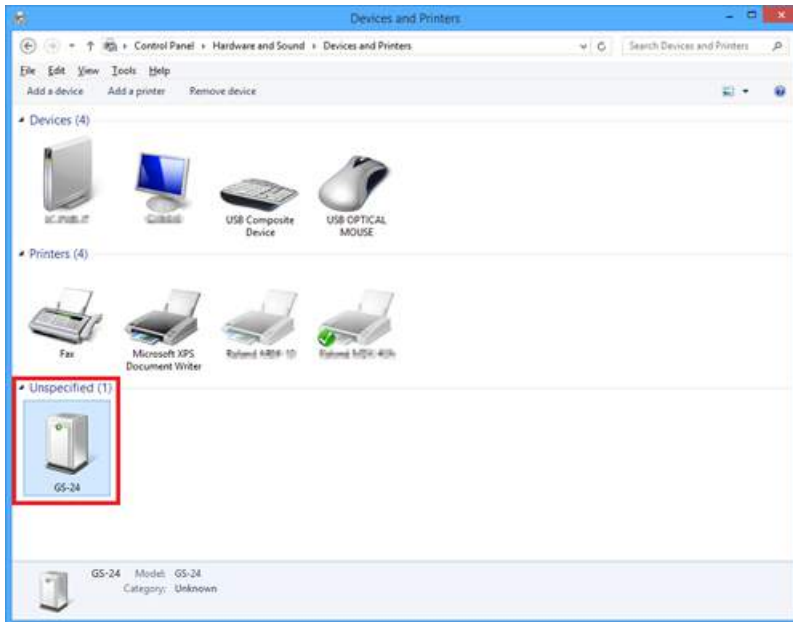 Devices and Printers
Control Panel Hardware and Sound Devices and Printers
Search Devices and Printers
File Edit View Tools Help
Add a device Add a printer Remove device
Devices (4)
USB Composite Device
USB OPTICAL MOUSE
Printers (4)
Fax
Microsoft XPS Document Writer
Unspecified (1)
GS-24
GS-24 Model: GS-24
Category: Unknown